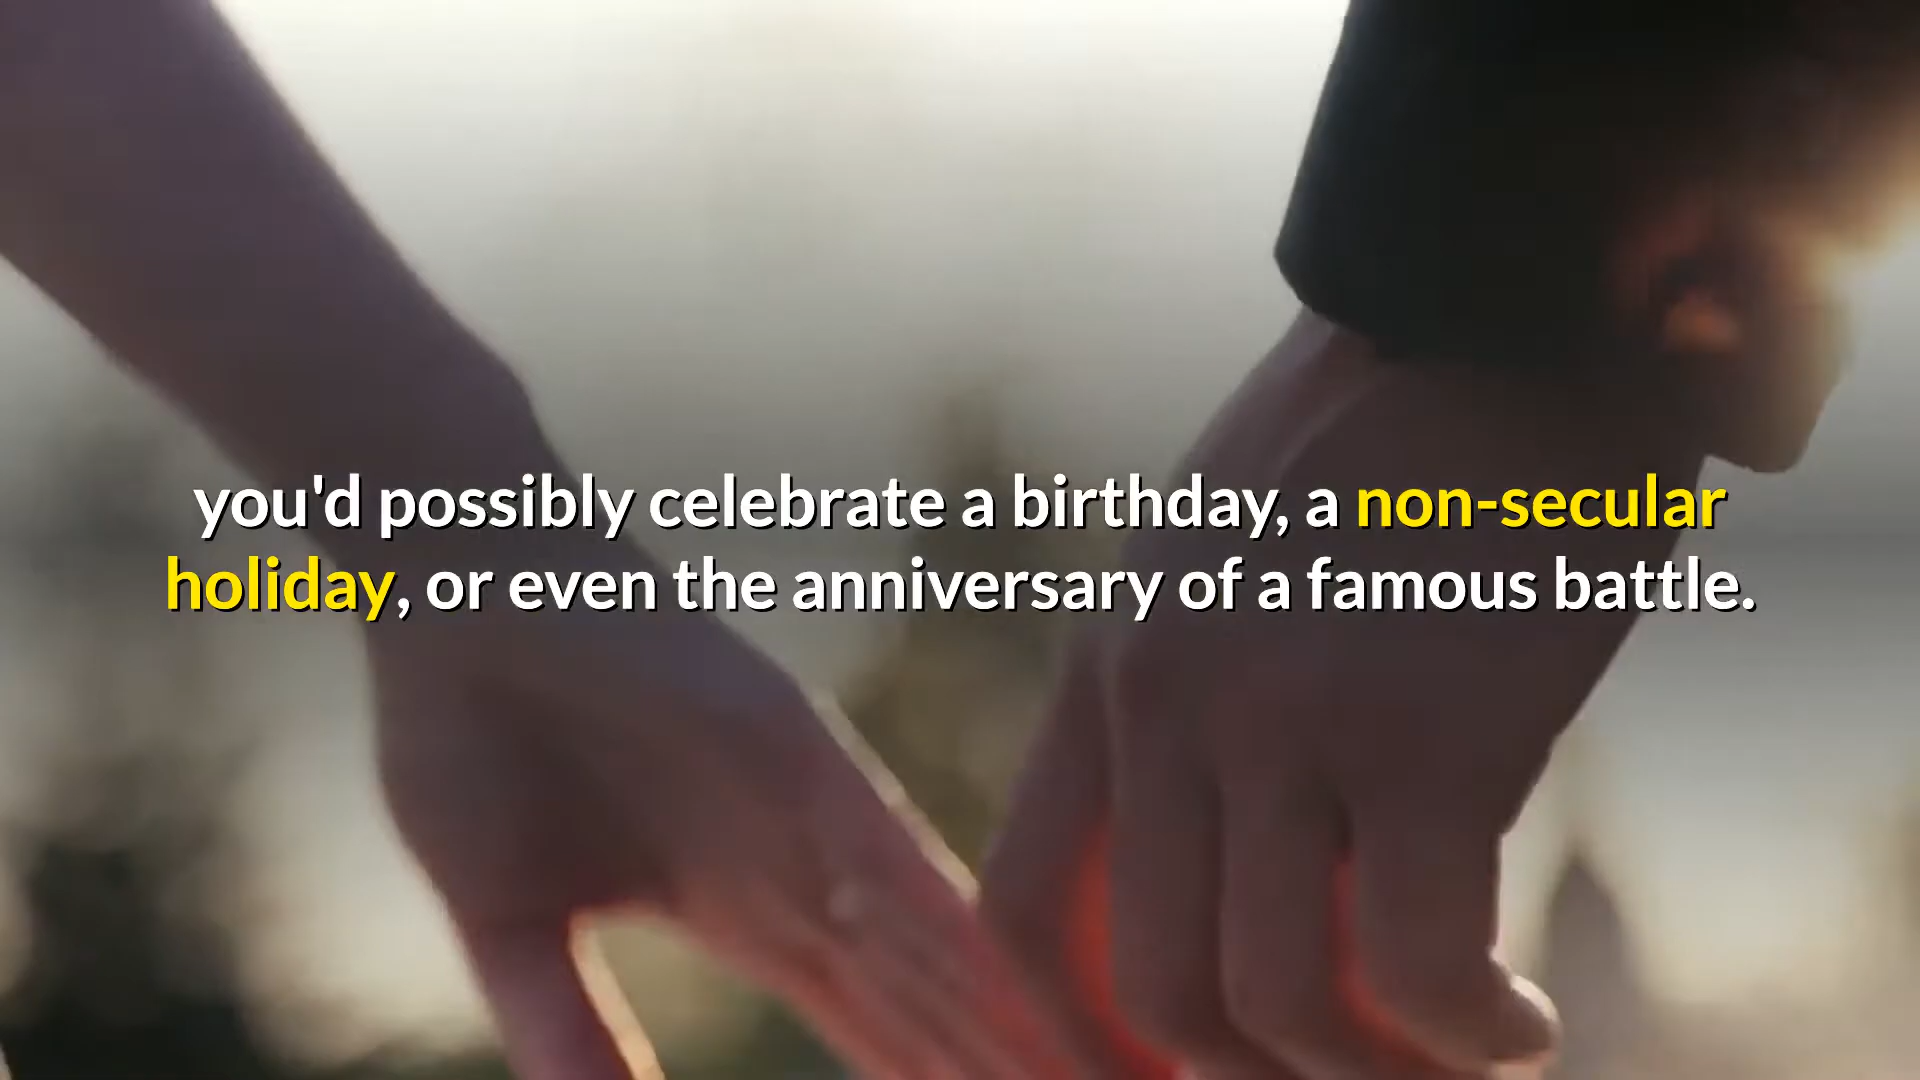 you'd possibly celebrate a birthday, a non-secular
holiday, or even the anniversary of a famous battle.